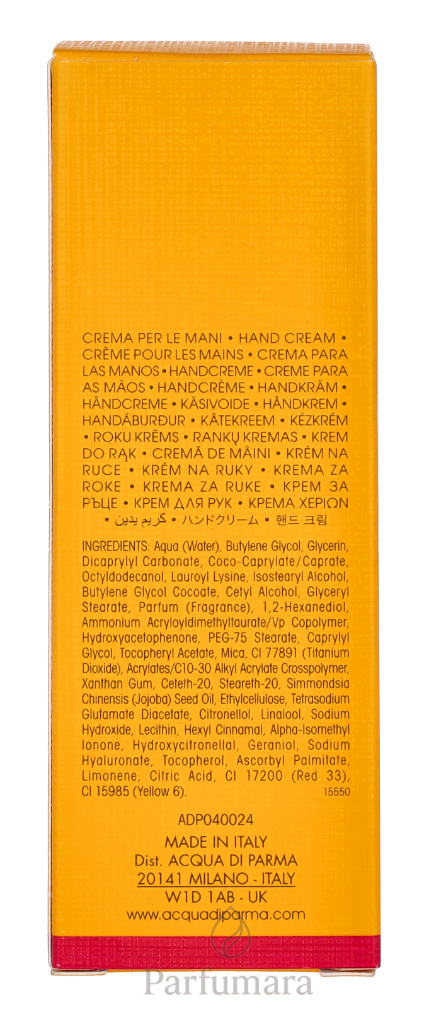 CREMA PER LE MANI • HAND CREAM •
CRÈME POUR LES MAINS • CREMA PARA
LAS MANOS • HANDCREME • CREME PARA
AS MÃOS • HANDCRÈME • HANDKRÄM •
HÅNDCREME • KÄSIVOIDE • HÅNDKREM •
HANDÁBURÐUR • KÄTEKREEM • KÉZKRÉM
• ROKU KRĒMS • RANKŲ KREMAS • KREM
DO RĄK • CREMĂ DE MÂINI • KRÉM NA
RUCE • KRÉM NA RUKY • KREMA ZA
ROKE • KREMA ZA RUKE • КРЕМ ЗА
РЪЦЕ • КРЕМ ДЛЯ РУК • ΚΡΕΜΑ ΧΕΡΙΩΝ
• كريم يدين • ハンドクリーム • 핸드 크림
INGREDIENTS: Aqua (Water), Butylene Glycol, Glycerin,
Dicaprylyl Carbonate, Coco-Caprylate/Caprate,
Octyldodecanol, Lauroyl Lysine, Isostearyl Alcohol,
Butylene Glycol Cocoate, Cetyl Alcohol, Glyceryl
Stearate, Parfum (Fragrance), 1,2-Hexanediol,
Ammonium Acryloyldimethyltaurate/Vp Copolymer,
Hydroxyacetophenone, PEG-75 Stearate, Caprylyl
Glycol, Tocopheryl Acetate, Mica, CI 77891 (Titanium
Dioxide), Acrylates/C10-30 Alkyl Acrylate Crosspolymer,
Xanthan Gum, Ceteth-20, Steareth-20, Simmondsia
Chinensis (Jojoba) Seed Oil, Ethylcellulose, Tetrasodium
Glutamate Diacetate, Citronellol, Linalool, Sodium
Hydroxide, Lecithin, Hexyl Cinnamal, Alpha-Isomethyl
Ionone, Hydroxycitronellal, Geraniol, Sodium
Hyaluronate, Tocopherol, Ascorbyl Palmitate,
Limonene, Citric Acid, CI 17200 (Red 33),
CI 15985 (Yellow 6). 15550
ADP040024
MADE IN ITALY
Dist. ACQUA DI PARMA
20141 MILANO - ITALY
W1D 1AB - UK
www.acquadiparma.com
Parfumara